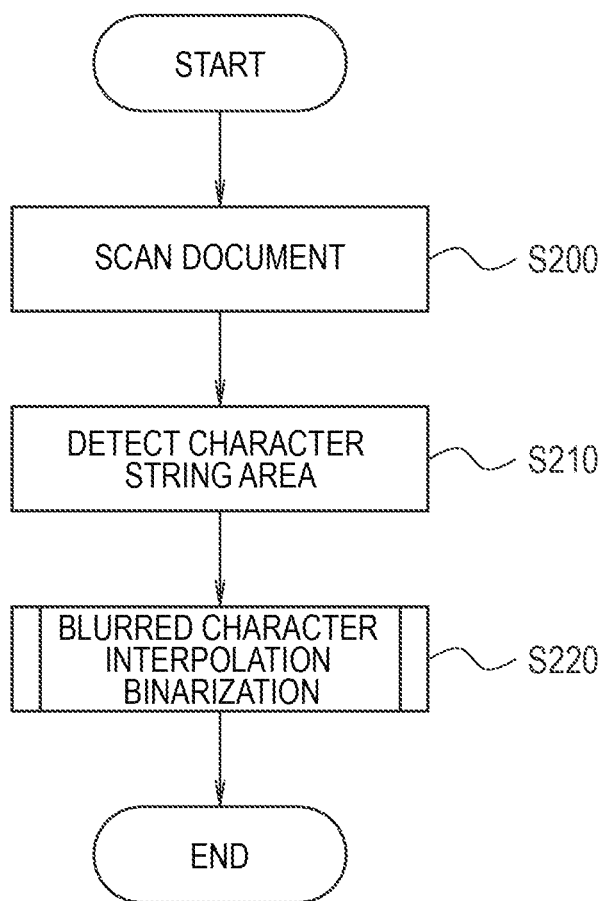 START
SCAN DOCUMENT
S200
DETECT CHARACTER
STRING AREA
S210
BLURRED CHARACTER
INTERPOLATION
BINARIZATION
S220
END